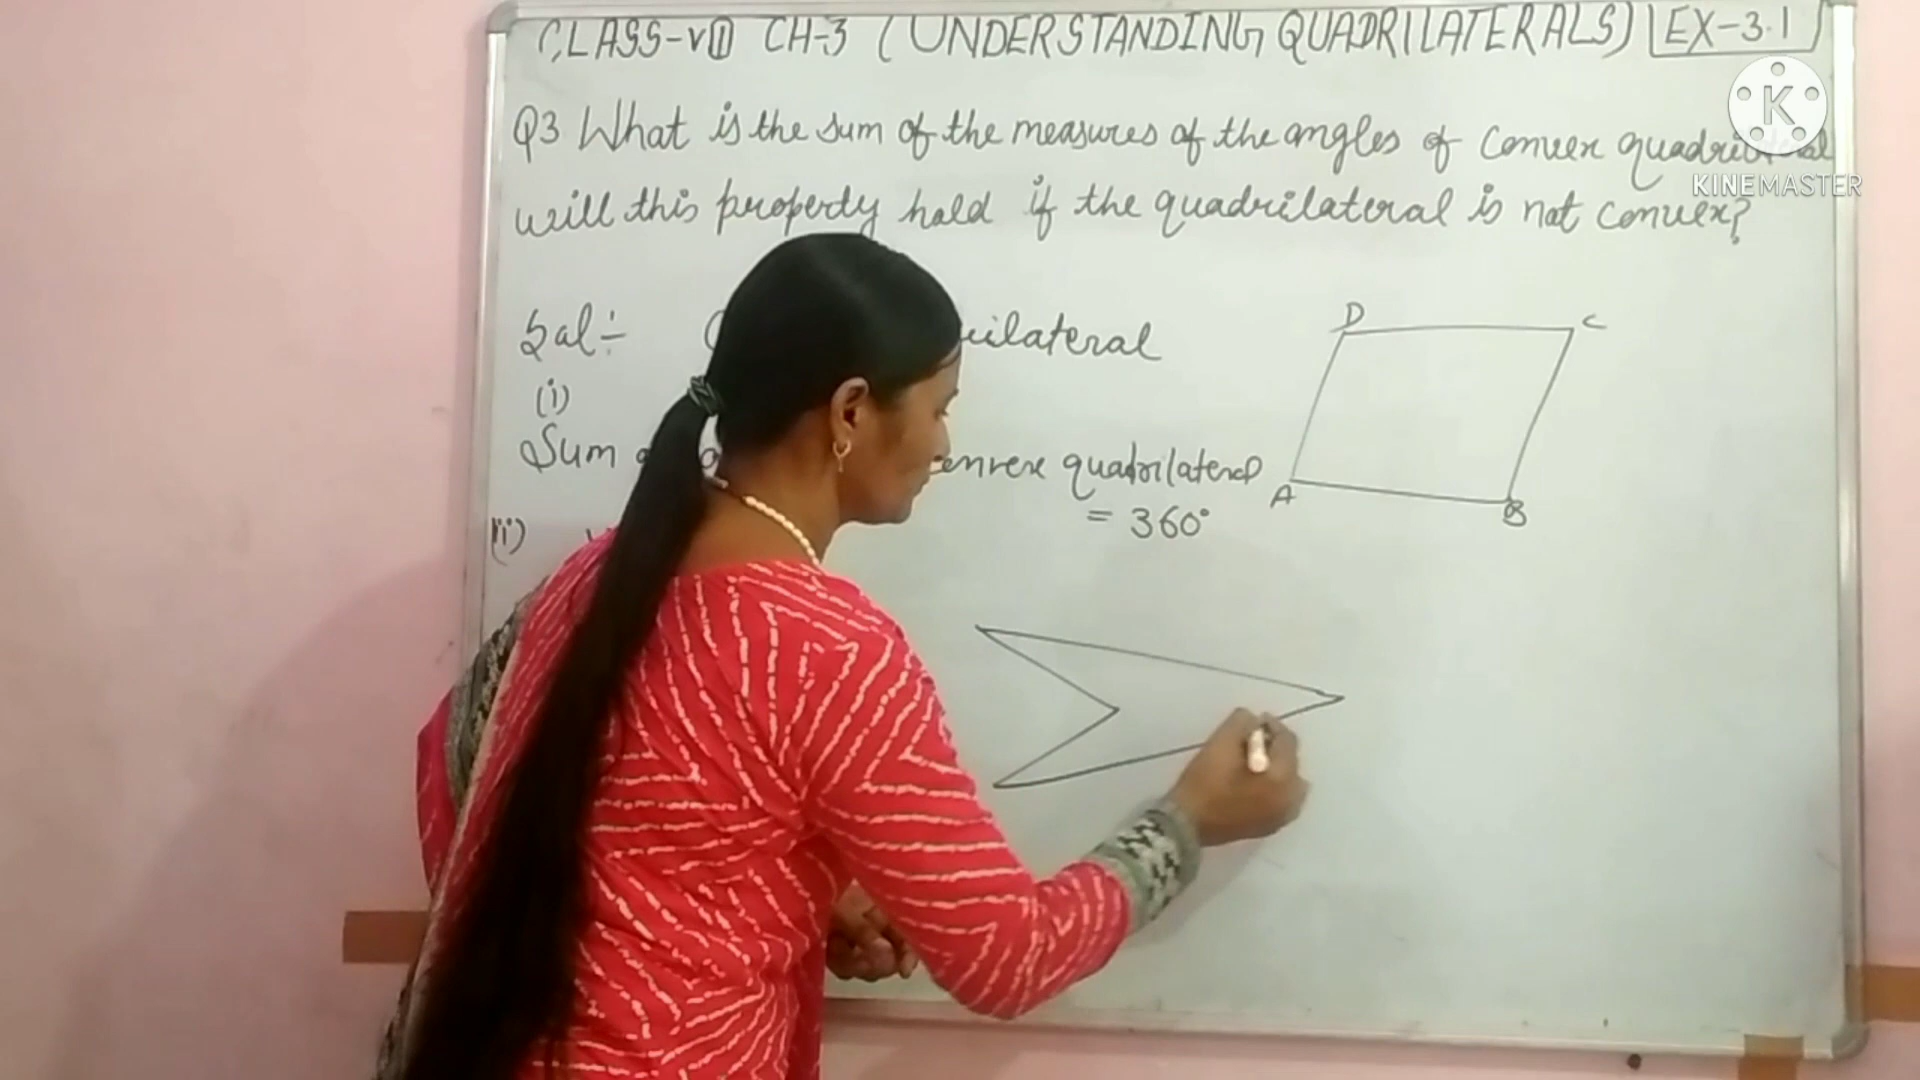 CLASS-VIII CH-3 (UNDERSTANDING QUADRILATERALS) EX-3.1
Q3 What is the sum of the measures of the angles of convex quadrilateral
will this property hold if the quadrilateral is not convex?
K
KINEMASTER
Sol:-
(i)
D C
Sum convex quadrilateral
A B
= 360°
(ii)